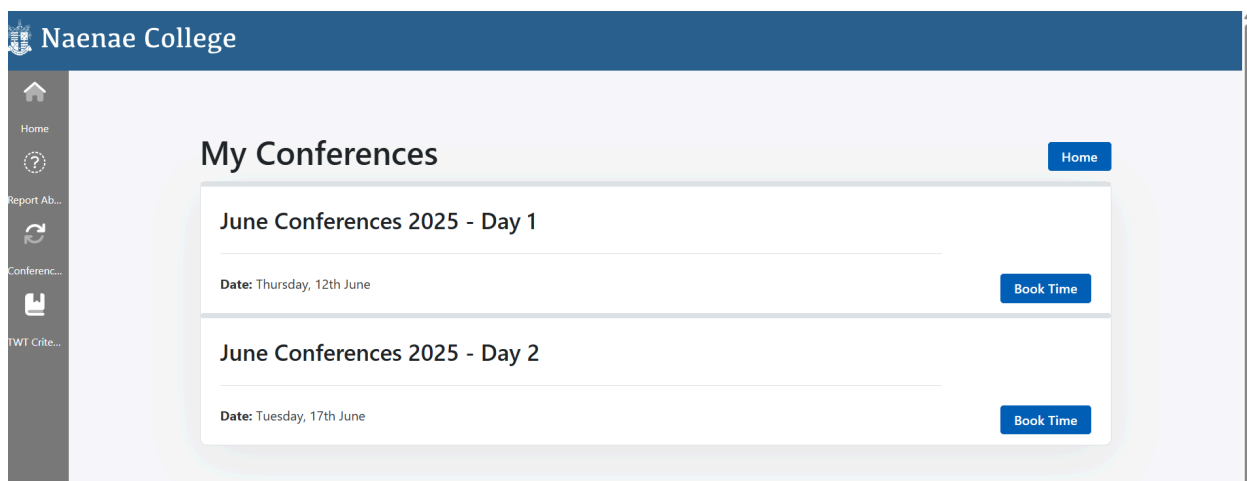 Naenae College
Home
Report Ab...
Conferenc...
TWT Crite...
My Conferences
Home
June Conferences 2025 - Day 1
Date: Thursday, 12th June
Book Time
June Conferences 2025 - Day 2
Date: Tuesday, 17th June
Book Time